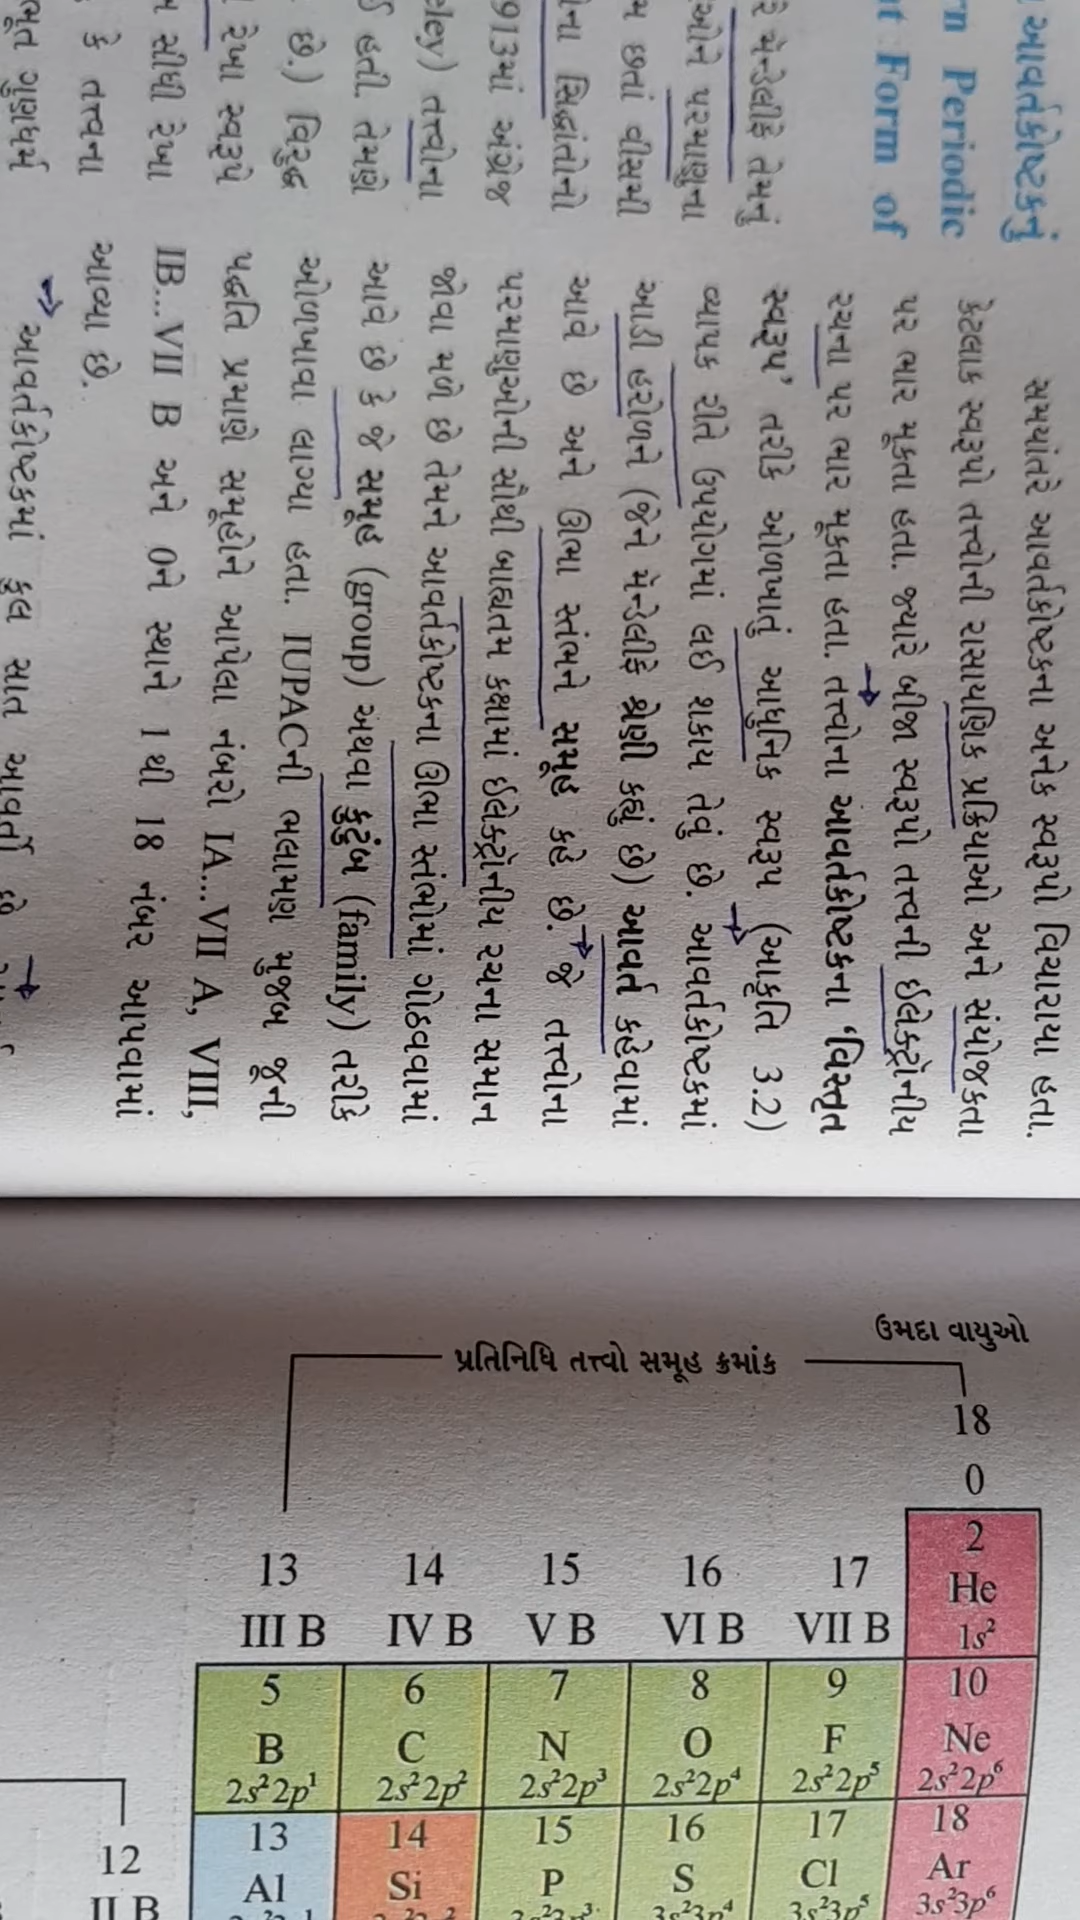 આવર્તકોષ્ટકનું
rn Periodic
Form of
રે મેન્ડેલીફે તેમનું
ઓને પરમાણુના
મ છતાં વીસમી
ના સિદ્ધાંતોનો
913માં અંગ્રેજ
eley) તત્ત્વોના
હતી. તેમણે
છે.) વિરુદ્ધ
રેખા સ્વરૂપે
સીધી રેખા
કે તત્ત્વના
ભૂત ગુણધર્મ
સમયાંતરે આવર્તકોષ્ટકના અનેક સ્વરૂપો વિચારાયા હતા.
કેટલાક સ્વરૂપો તત્ત્વોની રાસાયણિક પ્રક્રિયાઓ અને સંયોજકતા
પર ભાર મૂકતા હતા. જ્યારે બીજા સ્વરૂપો તત્ત્વની ઇલેક્ટ્રોનીય
રચના પર ભાર મૂકતા હતા. તત્ત્વોના આવર્તકોષ્ટકના ‘વિસ્તૃત
સ્વરૂપ’ તરીકે ઓળખાતું આધુનિક સ્વરૂપ (આકૃતિ 3.2)
વ્યાપક રીતે ઉપયોગમાં લઈ શકાય તેવું છે. આવર્તકોષ્ટકમાં
આડી હરોળને (જેને મેન્ડેલીફે શ્રેણી કહ્યું છે) આવર્ત કહેવામાં
આવે છે અને ઊભા સ્તંભને સમૂહ કહે છે. જે તત્ત્વોના
પરમાણુઓની સૌથી બાહ્યતમ કક્ષામાં ઇલેક્ટ્રોનીય રચના સમાન
જોવા મળે છે તેમને આવર્તકોષ્ટકના ઊભા સ્તંભોમાં ગોઠવવામાં
આવે છે કે જે સમૂહ (group) અથવા કુટુંબ (family) તરીકે
ઓળખાવા લાગ્યા હતા. IUPACની ભલામણ મુજબ જૂની
પદ્ધતિ પ્રમાણે સમૂહોને આપેલા નંબરો IA...VII A, VIII,
IB...VII B અને 0ને સ્થાને 1 થી 18 નંબર આપવામાં
આવ્યા છે.
આવર્તકોષ્ટકમાં કુલ સાત આવર્તો છે
ઉમદા વાયુઓ
પ્રતિનિધિ તત્ત્વો સમૂહ ક્રમાંક
18
0
2
He
1s²
13 14 15 16 17
III B IV B V B VI B VII B
5 6 7 8 9 10
B C N O F Ne
2s²2p¹ 2s²2p² 2s²2p³ 2s²2p⁴ 2s²2p⁵ 2s²2p⁶
13 14 15 16 17 18
Al Si P S Cl Ar
3s²3p⁴ 3s²3p⁵ 3s²3p⁶
12
II B